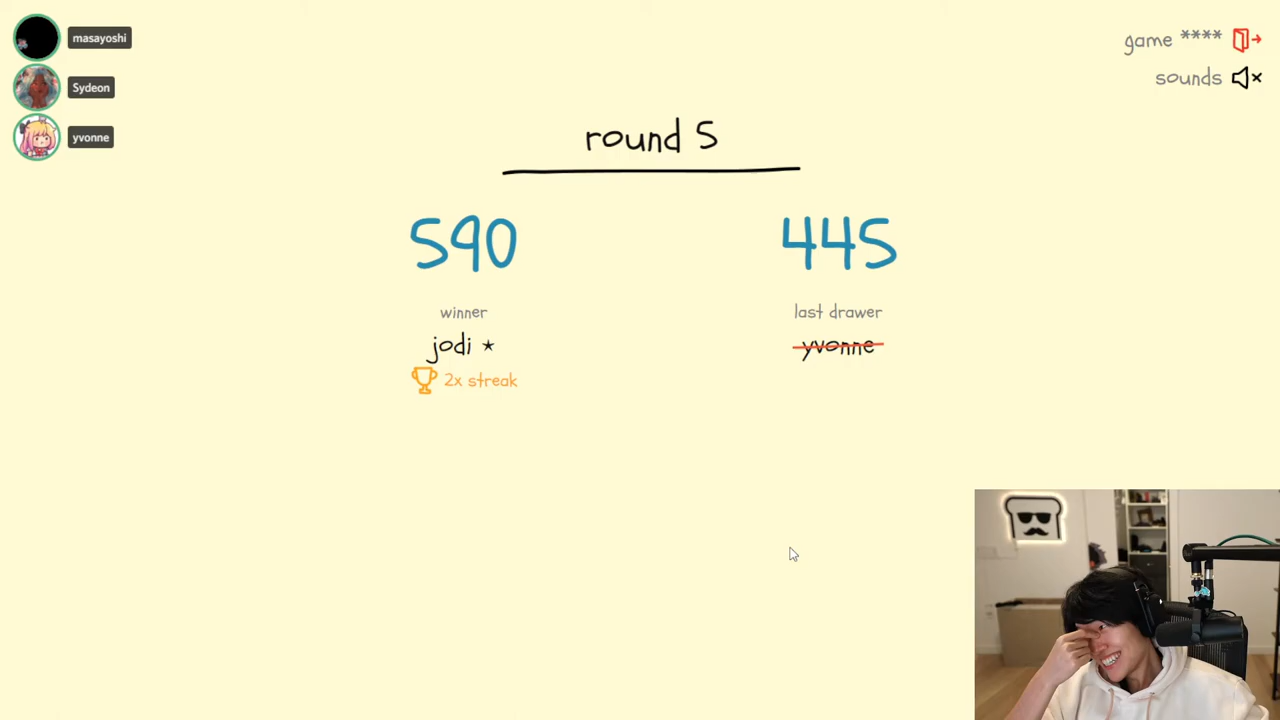 masayoshi
Sydeon
yvonne
game ****
sounds
round 5
590
445
winner
last drawer
jodi ★
yvonne
2x streak